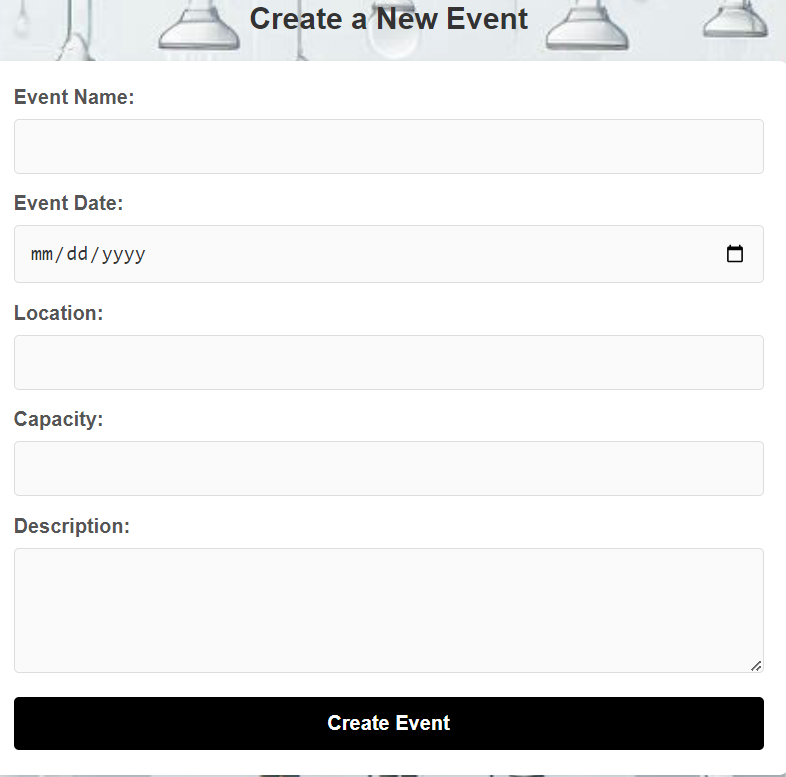 Create a New Event
Event Name:
Event Date:
mm/dd/yyyy
Location:
Capacity:
Description:
Create Event